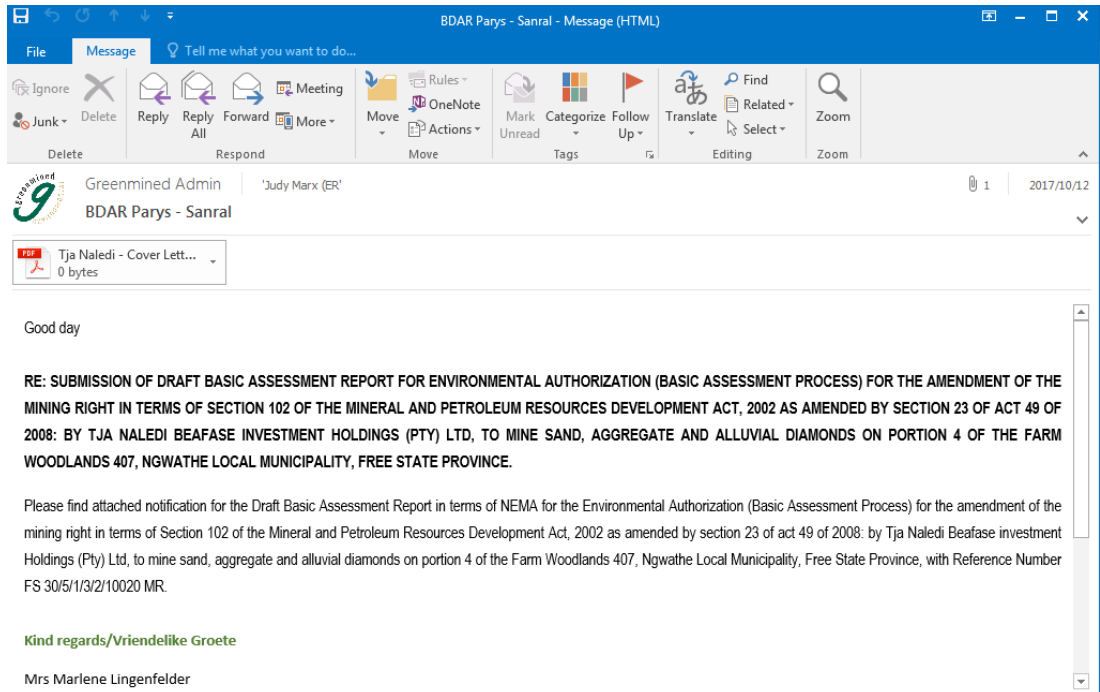 BDAR Parys - Sanral - Message (HTML)
File Message Tell me what you want to do...
Ignore
Junk
Delete
Reply
Reply All
Forward
Meeting
More
Move
Rules
OneNote
Actions
Mark Unread
Categorize
Follow Up
Translate
Find
Related
Select
Zoom
Delete Respond Move Tags Editing Zoom
greenmined
Greenmined Admin 'Judy Marx (ER' 1 2017/10/12
BDAR Parys - Sanral
PDF
Tja Naledi - Cover Lett...
0 bytes
Good day
RE: SUBMISSION OF DRAFT BASIC ASSESSMENT REPORT FOR ENVIRONMENTAL AUTHORIZATION (BASIC ASSESSMENT PROCESS) FOR THE AMENDMENT OF THE
MINING RIGHT IN TERMS OF SECTION 102 OF THE MINERAL AND PETROLEUM RESOURCES DEVELOPMENT ACT, 2002 AS AMENDED BY SECTION 23 OF ACT 49 OF
2008: BY TJA NALEDI BEAFASE INVESTMENT HOLDINGS (PTY) LTD, TO MINE SAND, AGGREGATE AND ALLUVIAL DIAMONDS ON PORTION 4 OF THE FARM
WOODLANDS 407, NGWATHE LOCAL MUNICIPALITY, FREE STATE PROVINCE.
Please find attached notification for the Draft Basic Assessment Report in terms of NEMA for the Environmental Authorization (Basic Assessment Process) for the amendment of the
mining right in terms of Section 102 of the Mineral and Petroleum Resources Development Act, 2002 as amended by section 23 of act 49 of 2008: by Tja Naledi Beafase investment
Holdings (Pty) Ltd, to mine sand, aggregate and alluvial diamonds on portion 4 of the Farm Woodlands 407, Ngwathe Local Municipality, Free State Province, with Reference Number
FS 30/5/1/3/2/10020 MR.
Kind regards/Vriendelike Groete
Mrs Marlene Lingenfelder